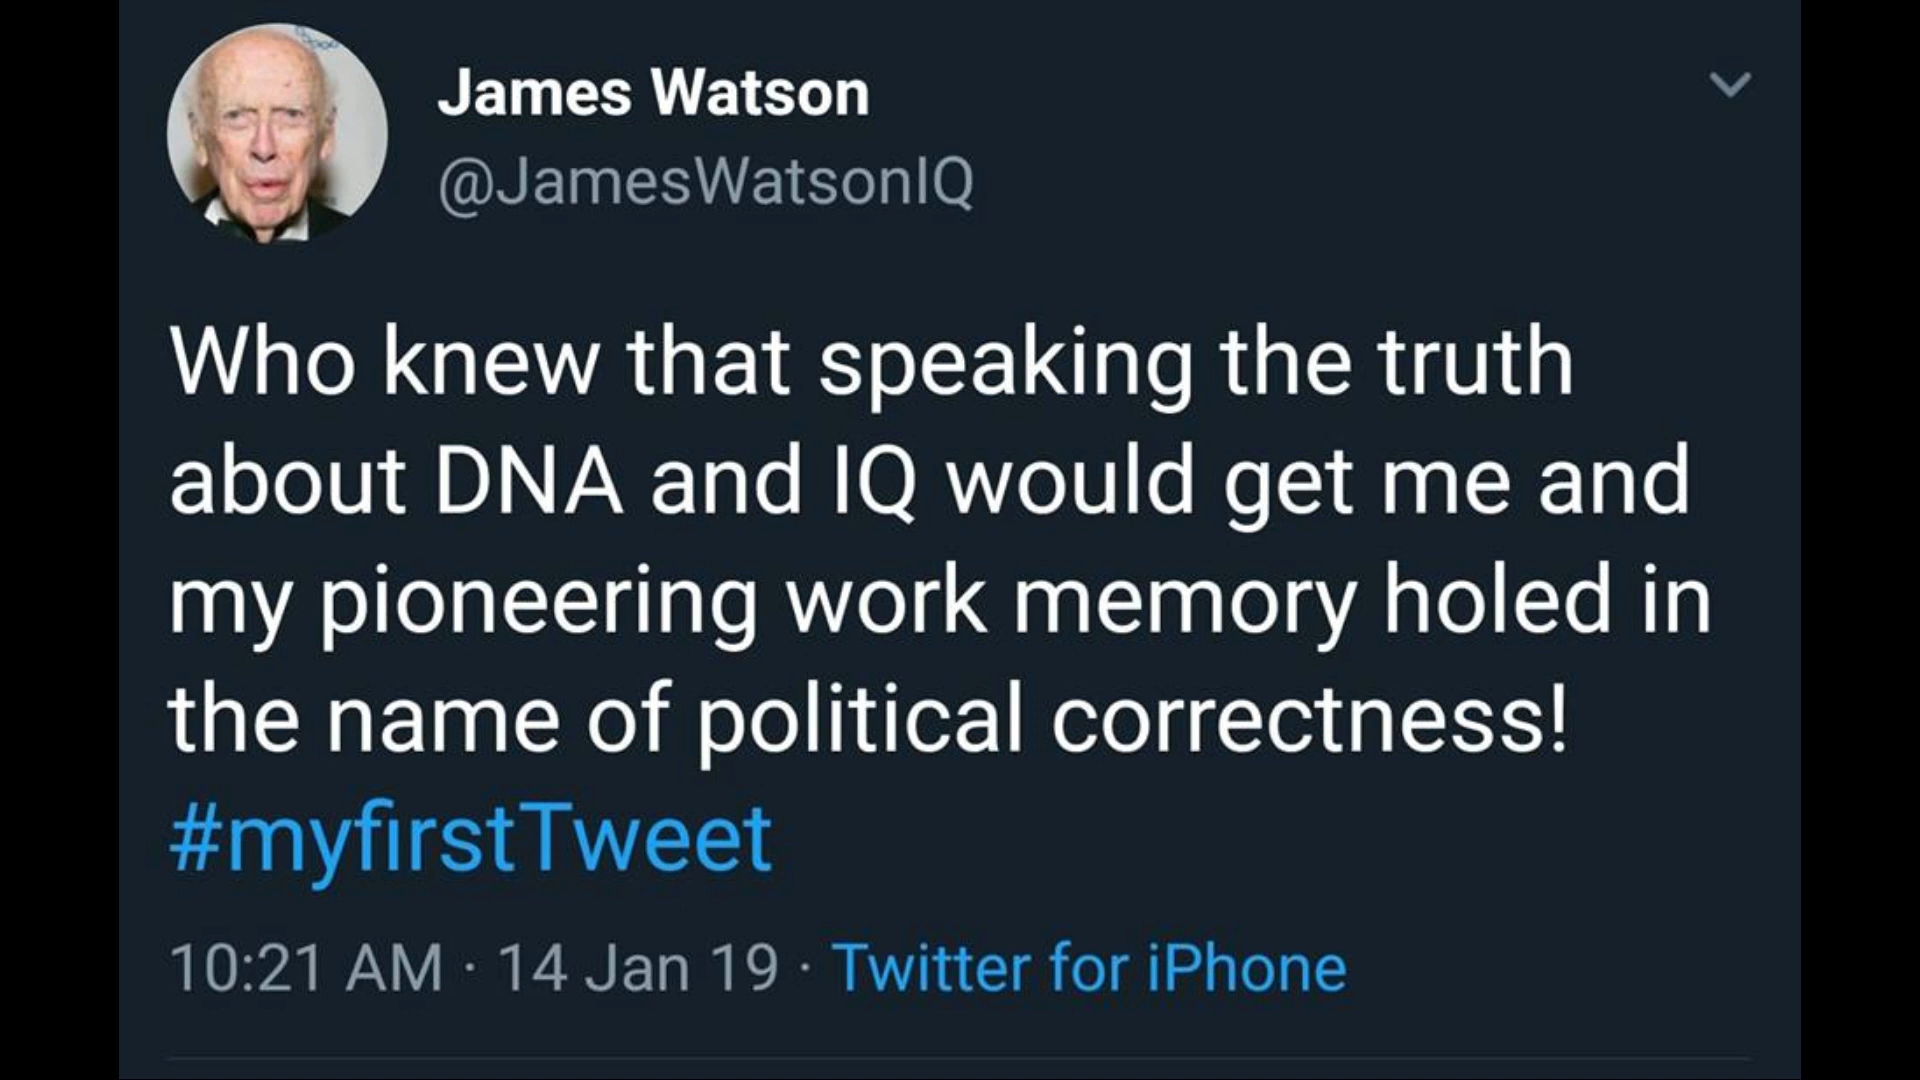 James Watson
@JamesWatsonIQ
Who knew that speaking the truth
about DNA and IQ would get me and
my pioneering work memory holed in
the name of political correctness!
#myfirstTweet
10:21 AM · 14 Jan 19 · Twitter for iPhone